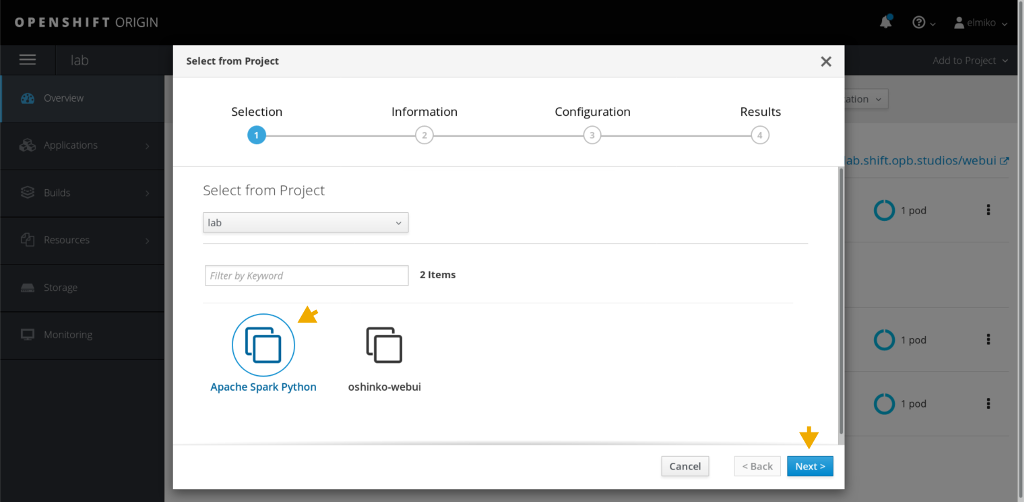 OPENSHIFT ORIGIN
elmiko
lab
Add to Project
Select from Project
Overview
Applications
Builds
Resources
Storage
Monitoring
Selection
Information
Configuration
Results
1
2
3
4
Select from Project
lab
Filter by Keyword
2 Items
Apache Spark Python
oshinko-webui
Cancel
< Back
Next >
ab.shift.opb.studios/webui
1 pod
1 pod
1 pod